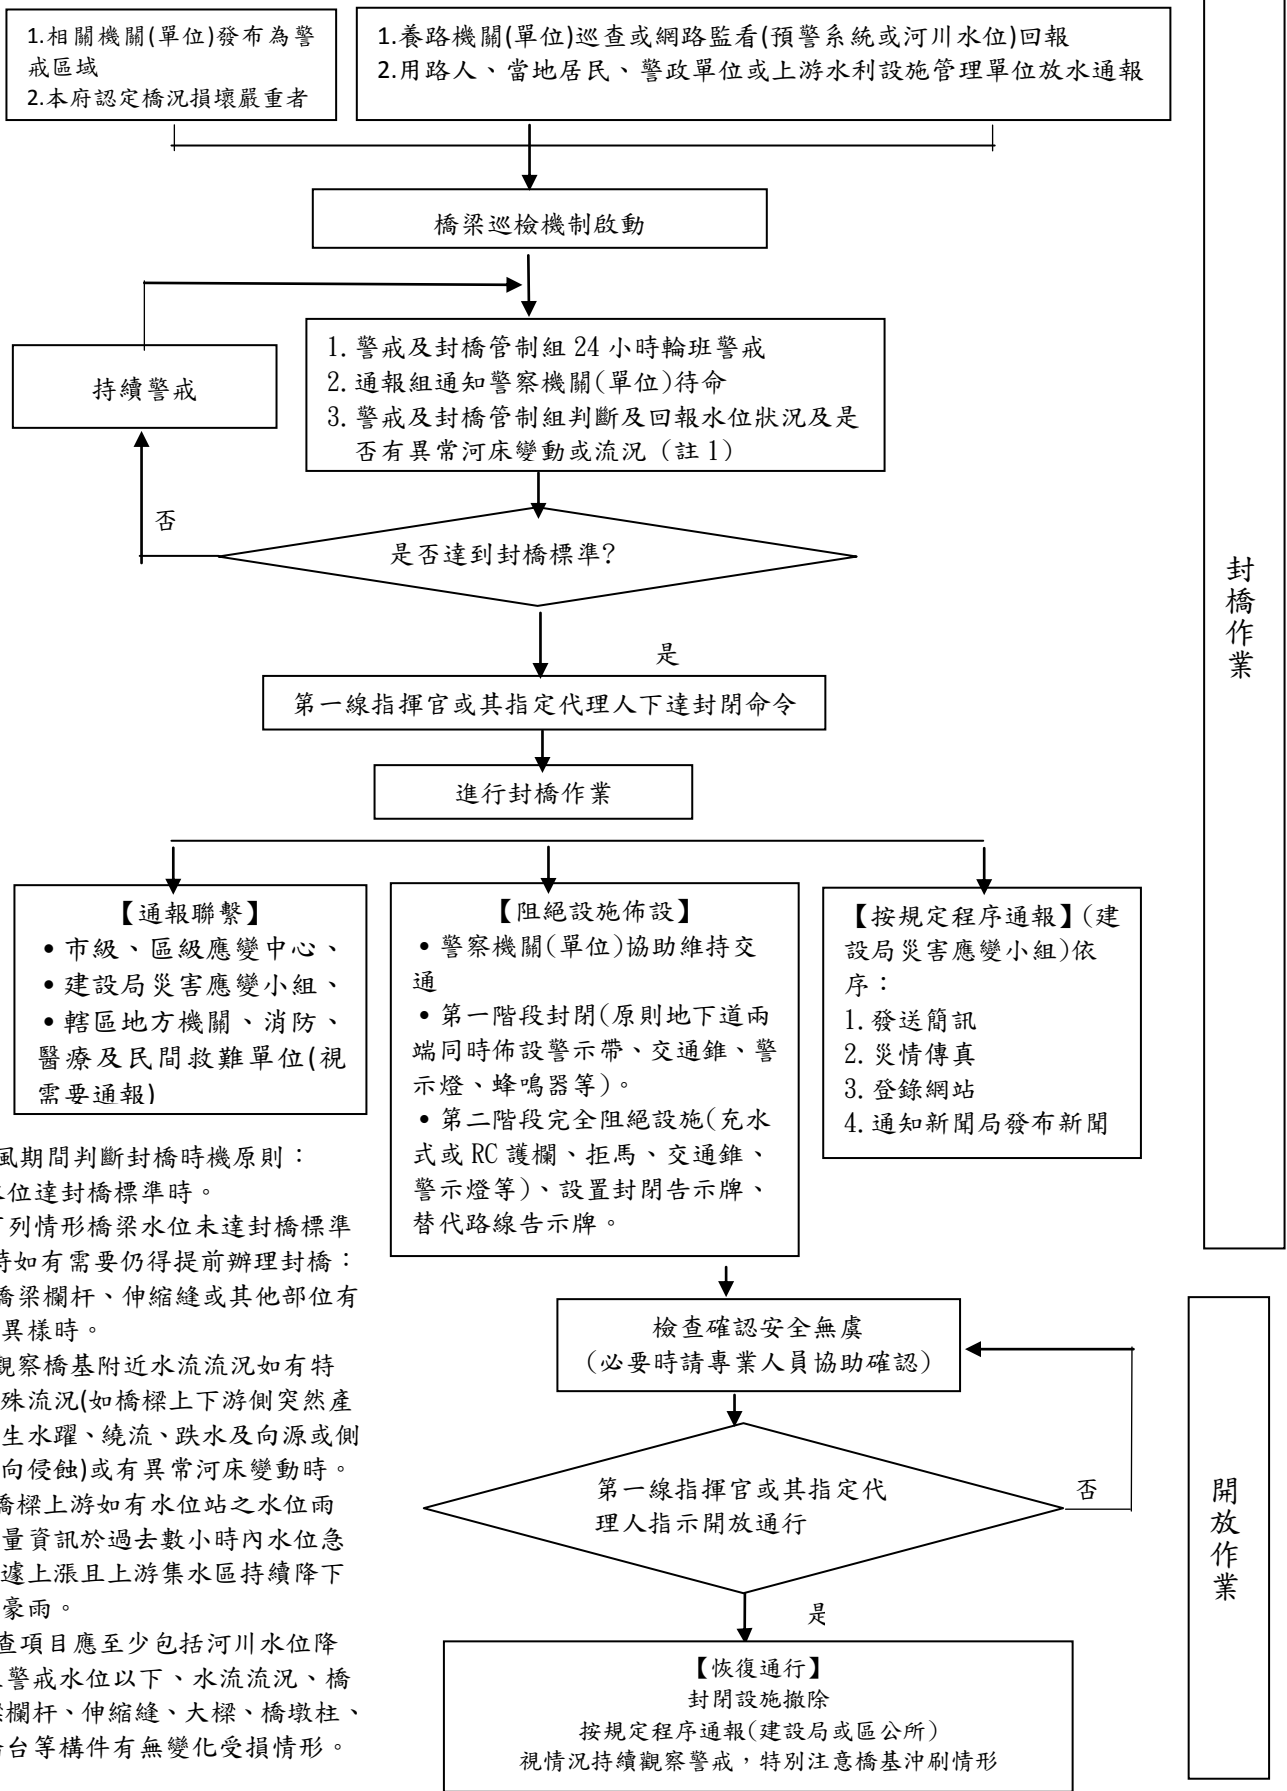 1.相關機關(單位)發布為警
戒區域
2.本府認定橋況損壞嚴重者
1.養路機關(單位)巡查或網路監看(預警系統或河川水位)回報
2.用路人、當地居民、警政單位或上游水利設施管理單位放水通報
橋梁巡檢機制啟動
持續警戒
1. 警戒及封橋管制組 24 小時輪班警戒
2. 通報組通知警察機關(單位)待命
3. 警戒及封橋管制組判斷及回報水位狀況及是
否有異常河床變動或流況（註 1）
否
是否達到封橋標準?
是
第一線指揮官或其指定代理人下達封閉命令
進行封橋作業
封橋作業
【通報聯繫】
• 市級、區級應變中心、
• 建設局災害應變小組、
• 轄區地方機關、消防、
醫療及民間救難單位(視
需要通報)
【阻絕設施佈設】
• 警察機關(單位)協助維持交
通
• 第一階段封閉(原則地下道兩
端同時佈設警示帶、交通錐、警
示燈、蜂鳴器等)。
• 第二階段完全阻絕設施(充水
式或 RC 護欄、拒馬、交通錐、
警示燈等)、設置封閉告示牌、
替代路線告示牌。
【按規定程序通報】(建
設局災害應變小組)依
序：
1. 發送簡訊
2. 災情傳真
3. 登錄網站
4. 通知新聞局發布新聞
風期間判斷封橋時機原則：
水位達封橋標準時。
下列情形橋梁水位未達封橋標準
時如有需要仍得提前辦理封橋：
橋梁欄杆、伸縮縫或其他部位有
異樣時。
觀察橋基附近水流流況如有特
殊流況(如橋樑上下游側突然產
生水躍、繞流、跌水及向源或側
向侵蝕)或有異常河床變動時。
橋樑上游如有水位站之水位雨
量資訊於過去數小時內水位急
遽上漲且上游集水區持續降下
豪雨。
查項目應至少包括河川水位降
至警戒水位以下、水流流況、橋
樑欄杆、伸縮縫、大樑、橋墩柱、
橋台等構件有無變化受損情形。
檢查確認安全無虞
（必要時請專業人員協助確認）
第一線指揮官或其指定代
理人指示開放通行
否
是
【恢復通行】
封閉設施撤除
按規定程序通報(建設局或區公所)
視情況持續觀察警戒，特別注意橋基沖刷情形
開放作業